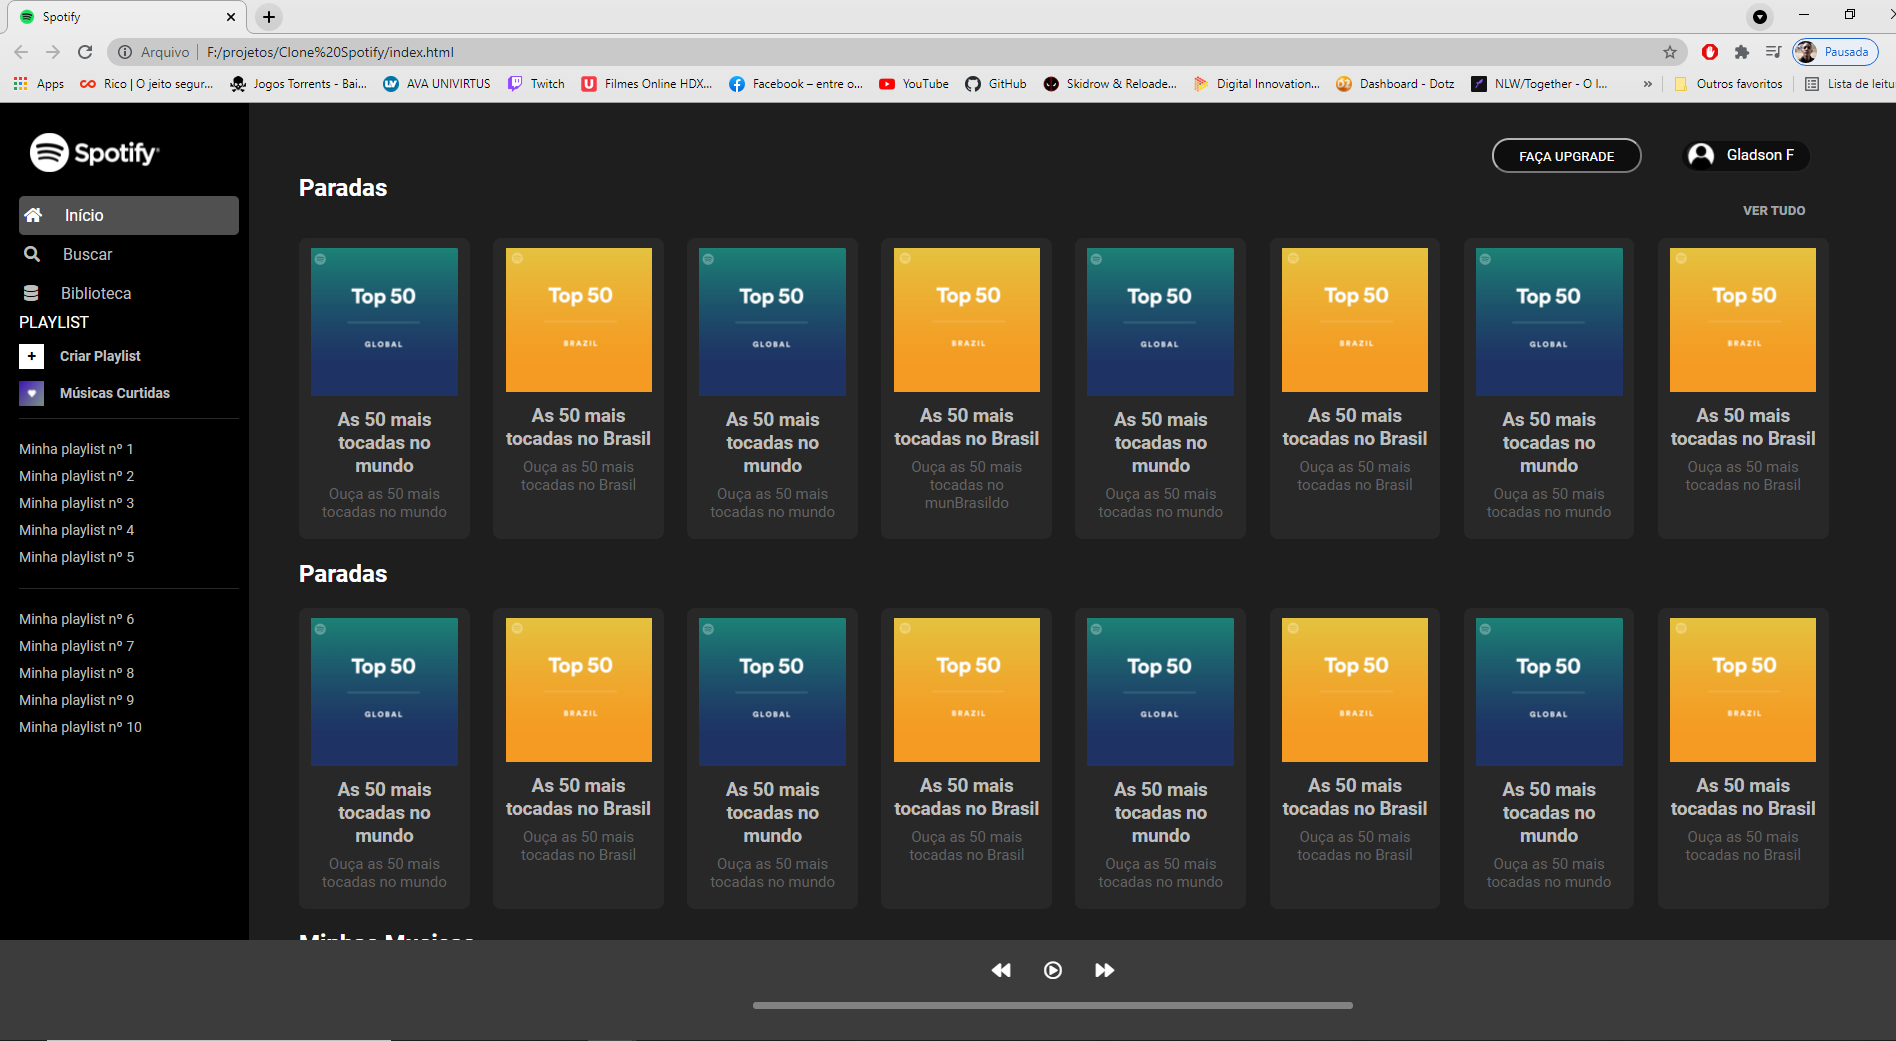 Spotify
Arquivo
F:/projetos/Clone%20Spotify/index.html
Pausada
Apps
Rico | O jeito segur...
Jogos Torrents - Bai...
AVA UNIVIRTUS
Twitch
Filmes Online HDX...
Facebook – entre o...
YouTube
GitHub
Skidrow & Reloade...
Digital Innovation...
Dashboard - Dotz
NLW/Together - O I...
»
Outros favoritos
Lista de leitu
Spotify
Início
Buscar
Biblioteca
PLAYLIST
Criar Playlist
Músicas Curtidas
Minha playlist nº 1
Minha playlist nº 2
Minha playlist nº 3
Minha playlist nº 4
Minha playlist nº 5
Minha playlist nº 6
Minha playlist nº 7
Minha playlist nº 8
Minha playlist nº 9
Minha playlist nº 10
FAÇA UPGRADE
Gladson F
Paradas
VER TUDO
Top 50
GLOBAL
As 50 mais
tocadas no
mundo
Ouça as 50 mais
tocadas no mundo
Top 50
BRAZIL
As 50 mais
tocadas no Brasil
Ouça as 50 mais
tocadas no Brasil
Top 50
GLOBAL
As 50 mais
tocadas no
mundo
Ouça as 50 mais
tocadas no mundo
Top 50
BRAZIL
As 50 mais
tocadas no Brasil
Ouça as 50 mais
tocadas no
munBrasildo
Top 50
GLOBAL
As 50 mais
tocadas no
mundo
Ouça as 50 mais
tocadas no mundo
Top 50
BRAZIL
As 50 mais
tocadas no Brasil
Ouça as 50 mais
tocadas no Brasil
Top 50
GLOBAL
As 50 mais
tocadas no
mundo
Ouça as 50 mais
tocadas no mundo
Top 50
BRAZIL
As 50 mais
tocadas no Brasil
Ouça as 50 mais
tocadas no Brasil
Paradas
Top 50
GLOBAL
As 50 mais
tocadas no
mundo
Ouça as 50 mais
tocadas no mundo
Top 50
BRAZIL
As 50 mais
tocadas no Brasil
Ouça as 50 mais
tocadas no Brasil
Top 50
GLOBAL
As 50 mais
tocadas no
mundo
Ouça as 50 mais
tocadas no mundo
Top 50
BRAZIL
As 50 mais
tocadas no Brasil
Ouça as 50 mais
tocadas no Brasil
Top 50
GLOBAL
As 50 mais
tocadas no
mundo
Ouça as 50 mais
tocadas no mundo
Top 50
BRAZIL
As 50 mais
tocadas no Brasil
Ouça as 50 mais
tocadas no Brasil
Top 50
GLOBAL
As 50 mais
tocadas no
mundo
Ouça as 50 mais
tocadas no mundo
Top 50
BRAZIL
As 50 mais
tocadas no Brasil
Ouça as 50 mais
tocadas no Brasil